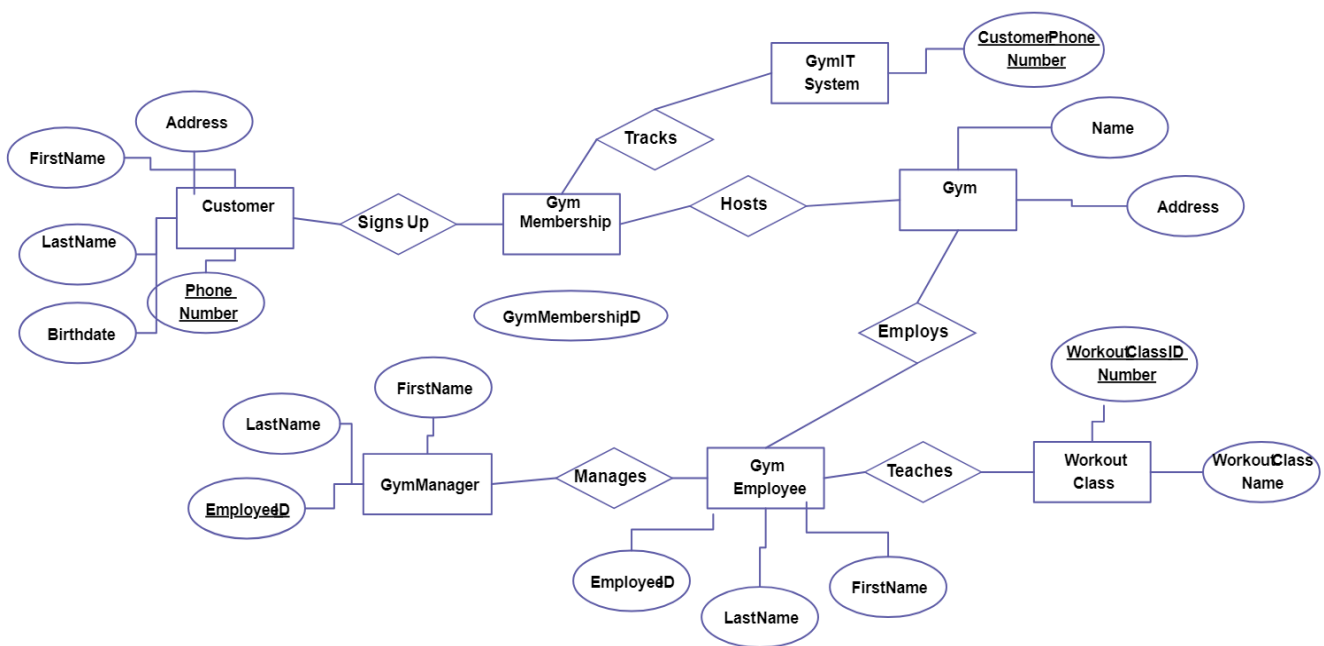 GymIT
System
CustomerPhone
Number
Address
Tracks
Name
FirstName
Customer
Signs Up
Gym
Membership
Hosts
Gym
Address
LastName
Phone
Number
GymMembershipID
Birthdate
Employs
WorkoutClassID
Number
FirstName
LastName
GymManager
Manages
Gym
Employee
Teaches
Workout
Class
WorkoutClass
Name
EmployeeID
EmployeeID
LastName
FirstName